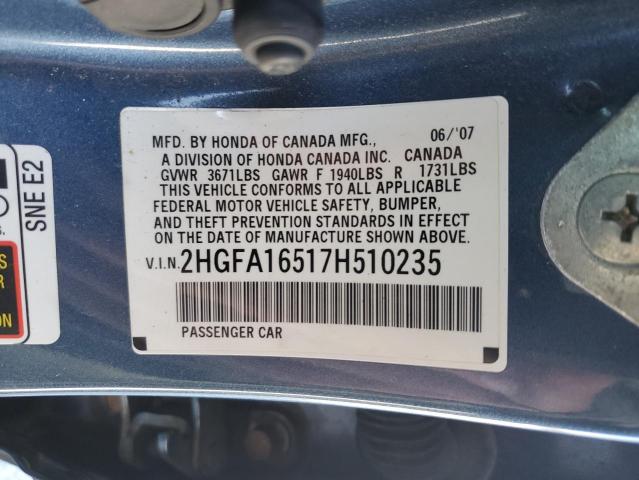 MFD. BY HONDA OF CANADA MFG., 06/'07
A DIVISION OF HONDA CANADA INC. CANADA
GVWR 3671LBS GAWR F 1940LBS R 1731LBS
THIS VEHICLE CONFORMS TO ALL APPLICABLE
FEDERAL MOTOR VEHICLE SAFETY, BUMPER,
AND THEFT PREVENTION STANDARDS IN EFFECT
ON THE DATE OF MANUFACTURE SHOWN ABOVE.
V.I.N. 2HGFA16517H510235
PASSENGER CAR
SNE E2